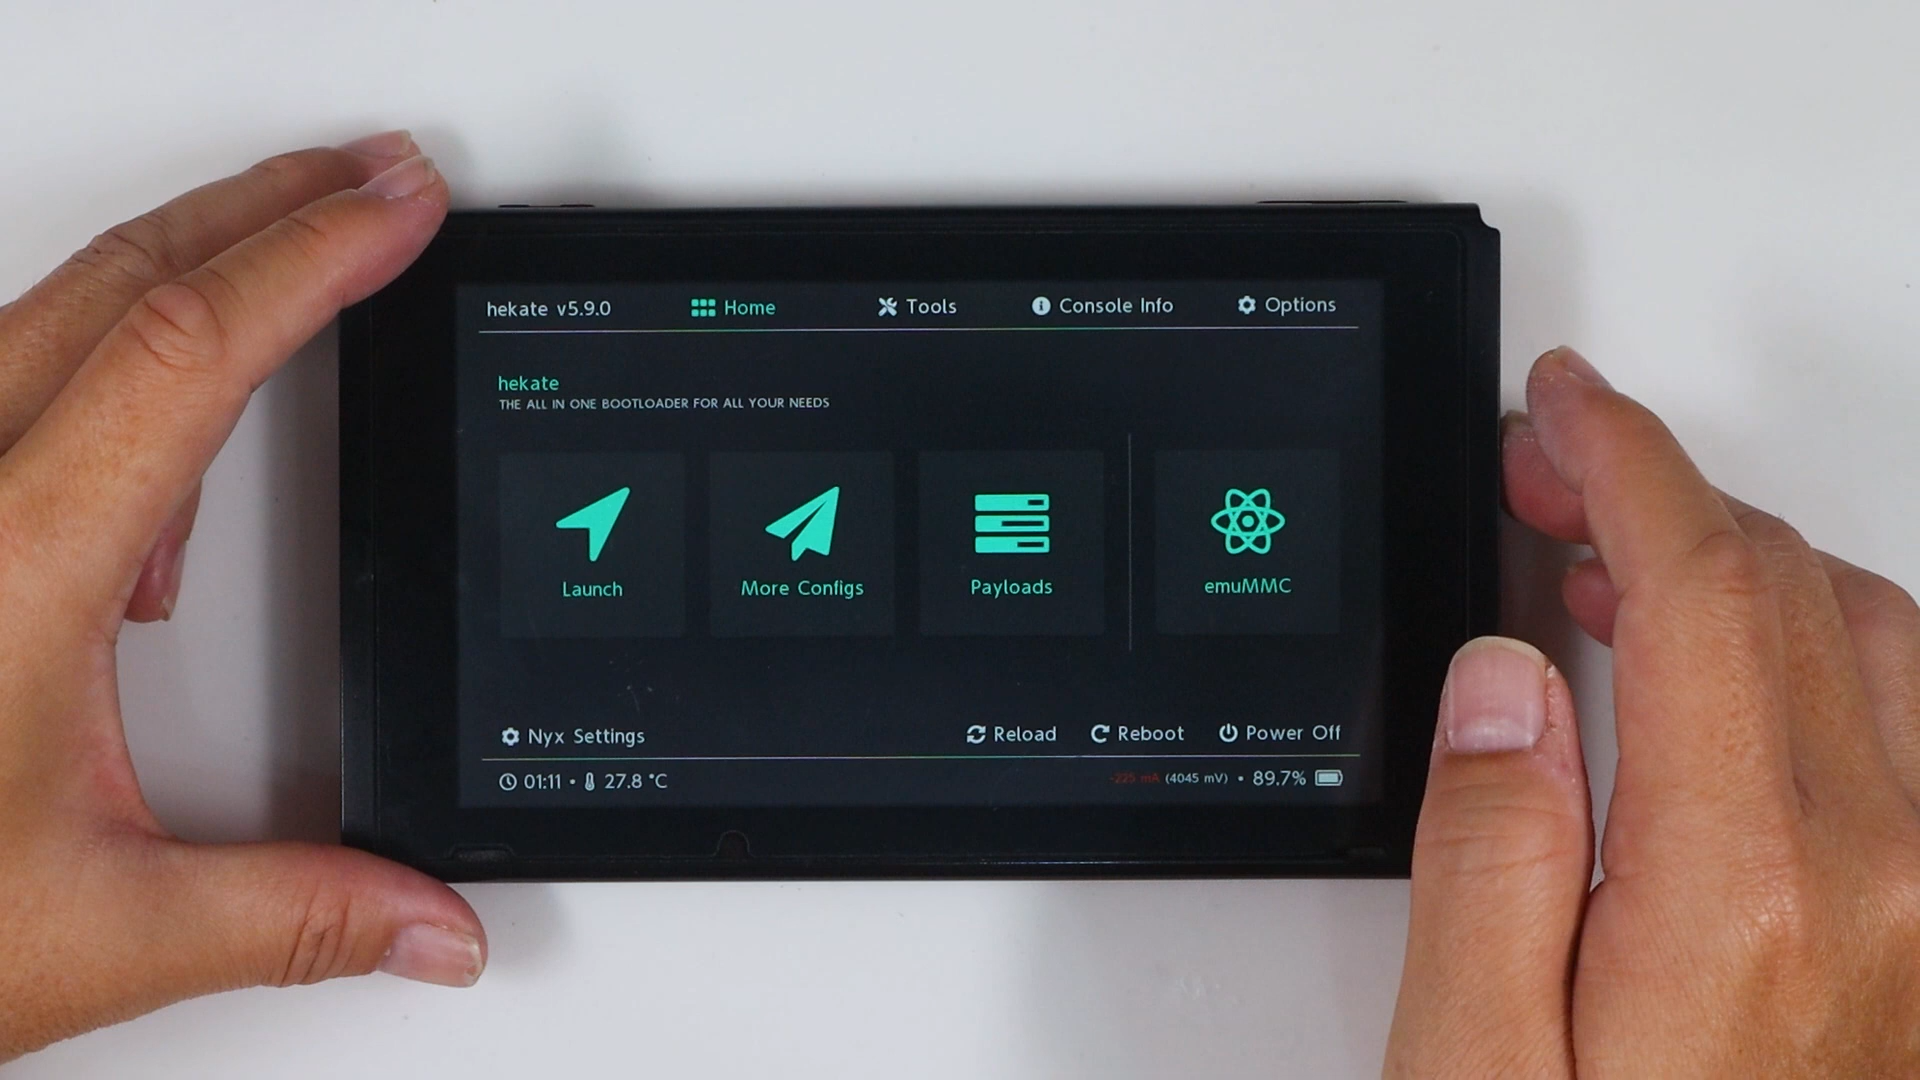 hekate v5.9.0 Home Tools Console Info Options
hekate
THE ALL IN ONE BOOTLOADER FOR ALL YOUR NEEDS
Launch More Configs Payloads emuMMC
Nyx Settings Reload Reboot Power Off
01:11 • 27.8 °C -225 mA (4045 mV) • 89.7%